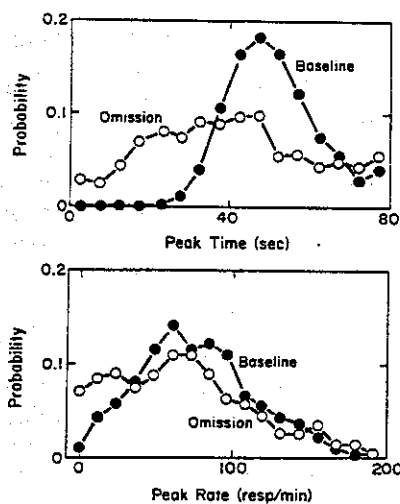 0.2
Baseline
Omission
0.1
Probability
0
0 40 80
Peak Time (sec)
0.2
Baseline
0.1
Probability
Omission
0
0 100 200
Peak Rate (resp/min)